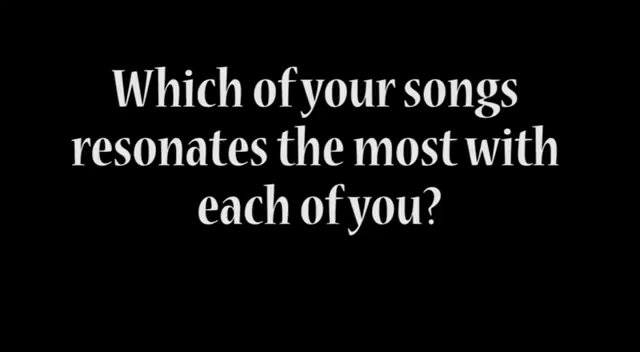 Which of your songs
resonates the most with
each of you?